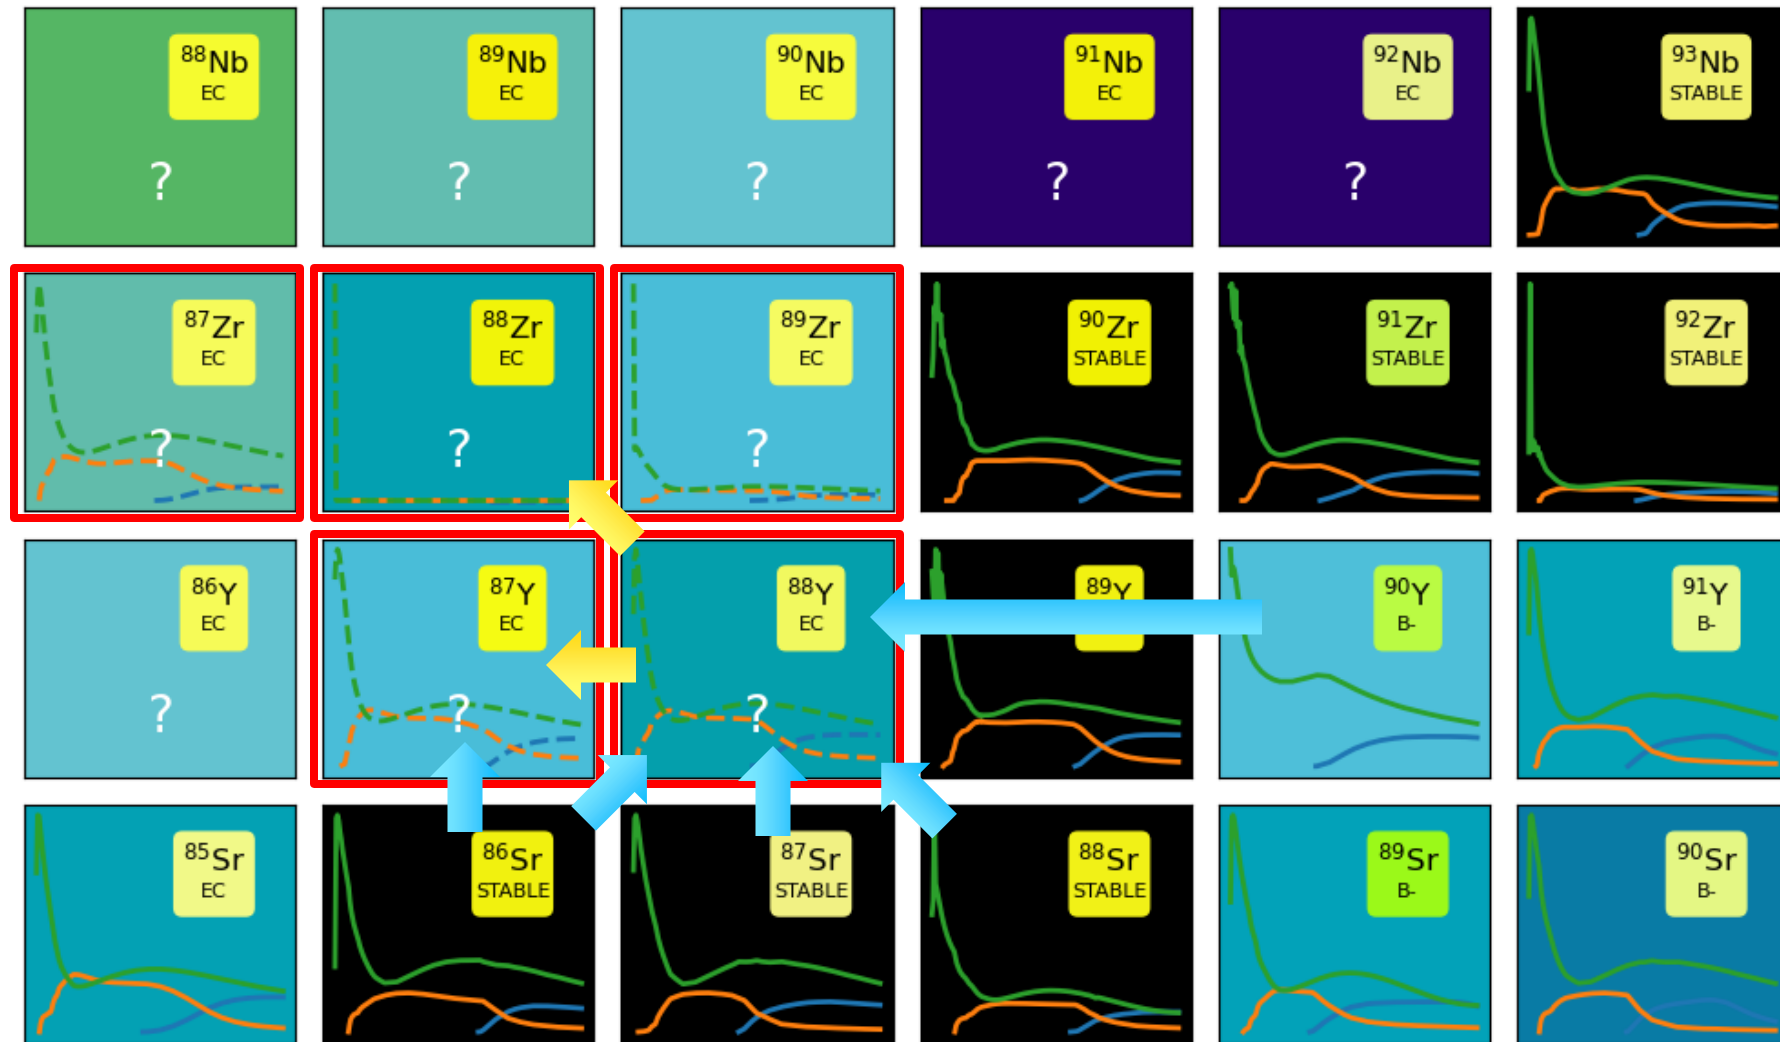 88Nb
EC
?
89Nb
EC
?
90Nb
EC
?
91Nb
EC
?
92Nb
EC
?
93Nb
STABLE
87Zr
EC
?
88Zr
EC
?
89Zr
EC
?
90Zr
STABLE
91Zr
STABLE
92Zr
STABLE
86Y
EC
?
87Y
EC
?
88Y
EC
?
89Y
90Y
B-
91Y
B-
85Sr
EC
86Sr
STABLE
87Sr
STABLE
88Sr
STABLE
89Sr
B-
90Sr
B-